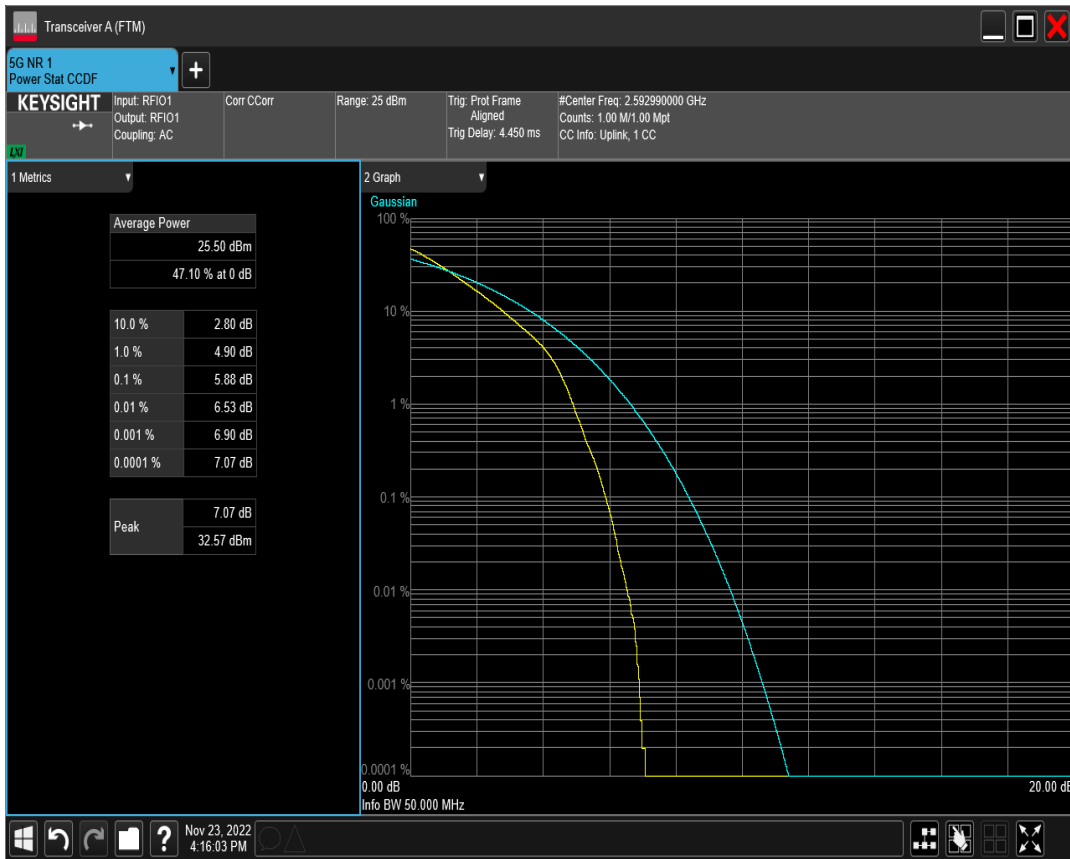 Transceiver A (FTM)
5G NR 1
Power Stat CCDF
+
KEYSIGHT
LXI
Input: RFIO1
Output: RFIO1
Coupling: AC
Corr CCorr
Range: 25 dBm
Trig: Prot Frame
Aligned
Trig Delay: 4.450 ms
#Center Freq: 2.592990000 GHz
Counts: 1.00 M/1.00 Mpt
CC Info: Uplink, 1 CC
1 Metrics
Average Power
25.50 dBm
47.10 % at 0 dB
10.0 % 2.80 dB
1.0 % 4.90 dB
0.1 % 5.88 dB
0.01 % 6.53 dB
0.001 % 6.90 dB
0.0001 % 7.07 dB
Peak
7.07 dB
32.57 dBm
2 Graph
Gaussian
100 %
10 %
1 %
0.1 %
0.01 %
0.001 %
0.0001 %
0.00 dB
20.00 dB
Info BW 50.000 MHz
?
Nov 23, 2022
4:16:03 PM